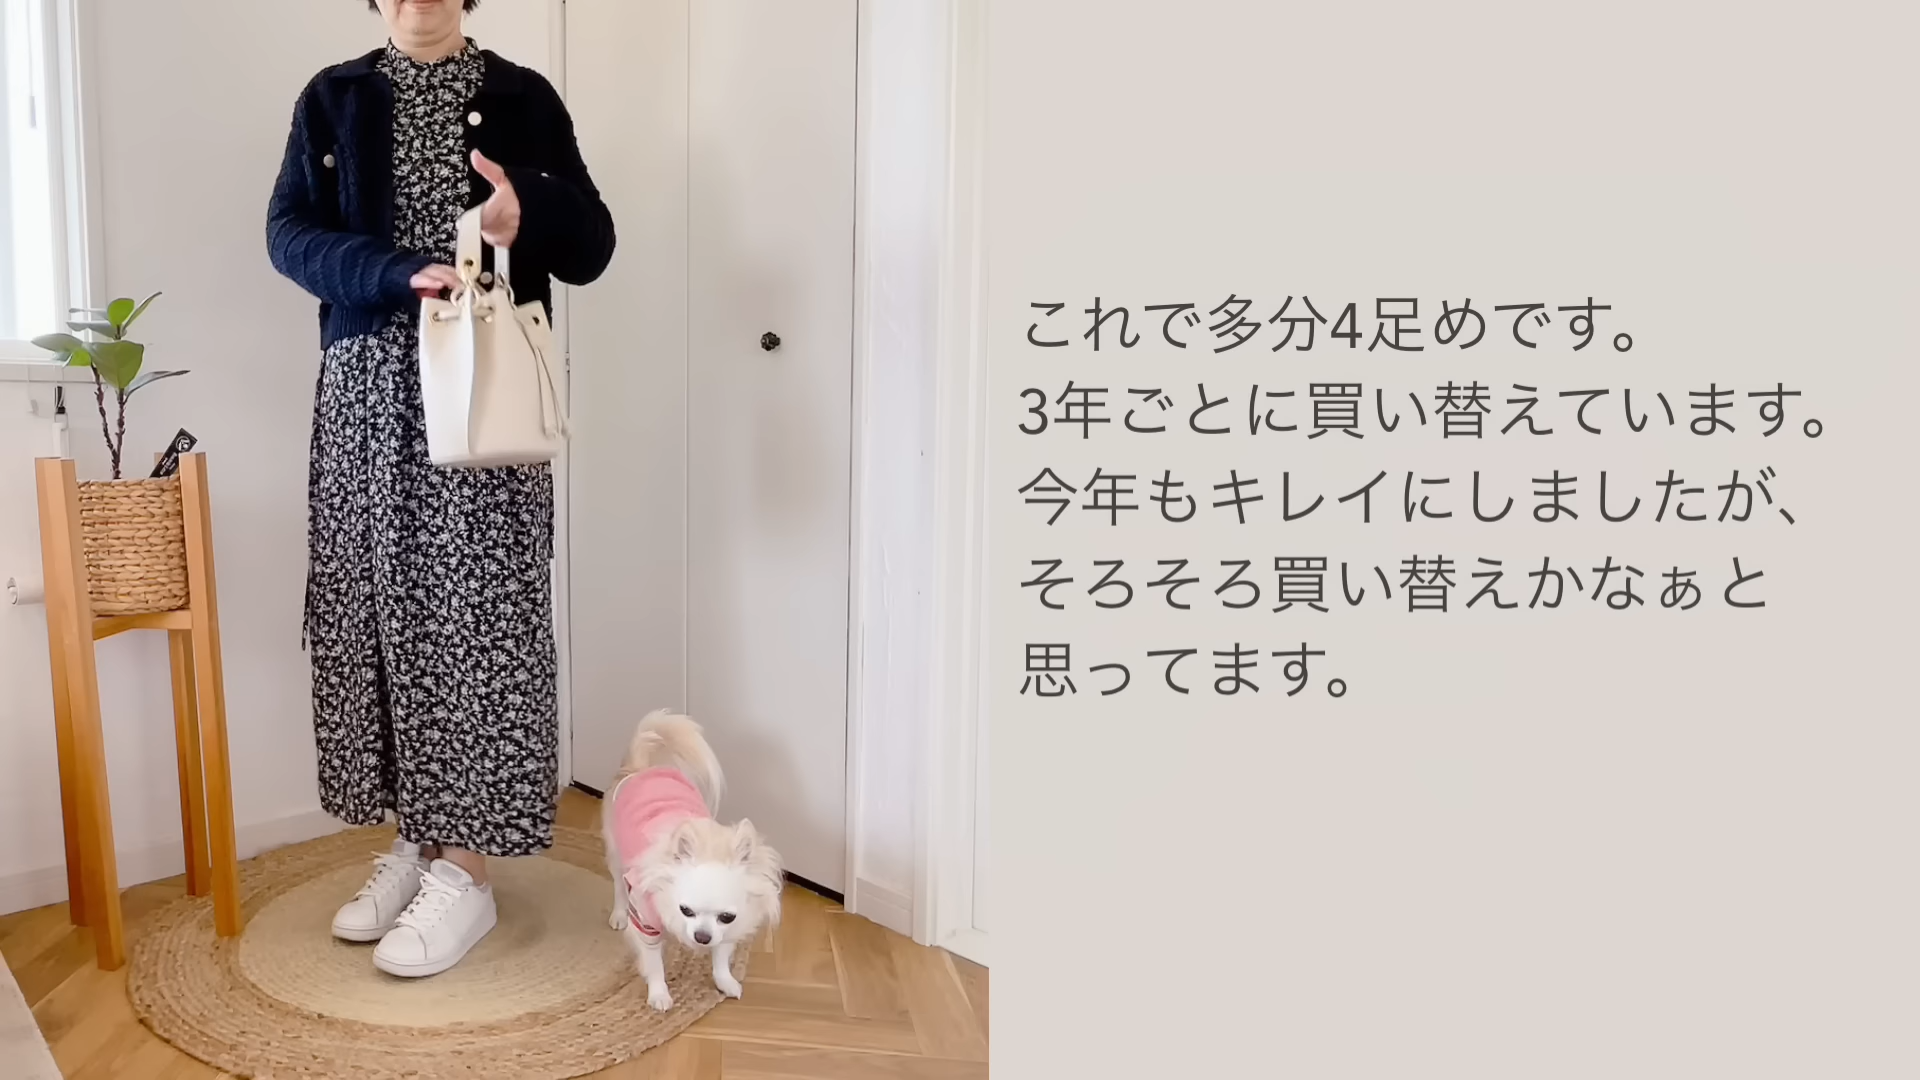 これで多分4足めです。
3年ごとに買い替えています。
今年もキレイにしましたが、
そろそろ買い替えかなぁと
思ってます。